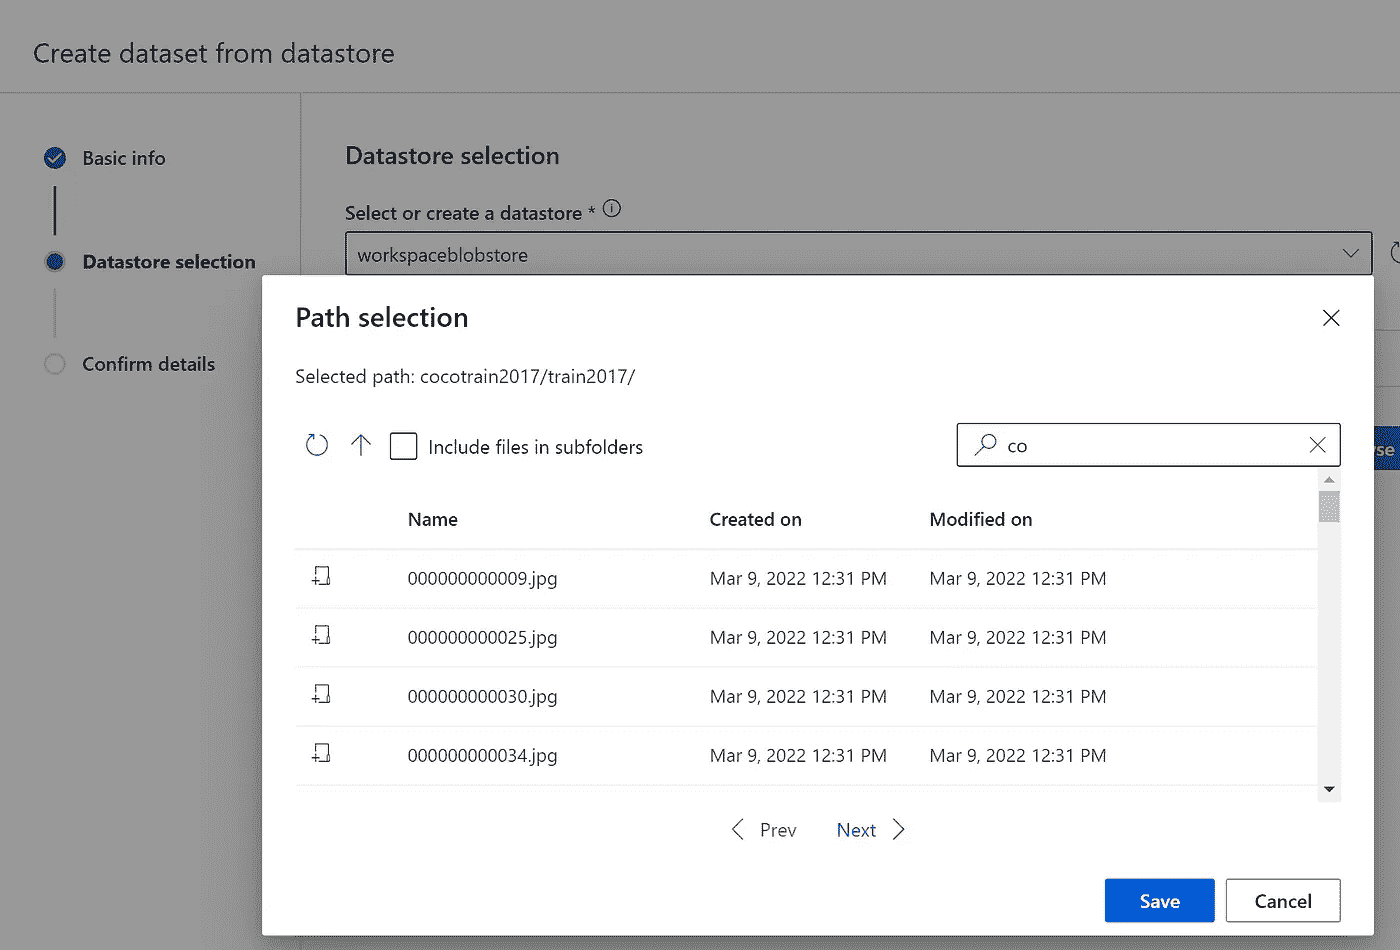 Create dataset from datastore
Basic info
Datastore selection
Confirm details
Datastore selection
Select or create a datastore *
workspaceblobstore
Path selection
Selected path: cocotrain2017/train2017/
Include files in subfolders
co
Name Created on Modified on
000000000009.jpg Mar 9, 2022 12:31 PM Mar 9, 2022 12:31 PM
000000000025.jpg Mar 9, 2022 12:31 PM Mar 9, 2022 12:31 PM
000000000030.jpg Mar 9, 2022 12:31 PM Mar 9, 2022 12:31 PM
000000000034.jpg Mar 9, 2022 12:31 PM Mar 9, 2022 12:31 PM
Prev Next
Save Cancel